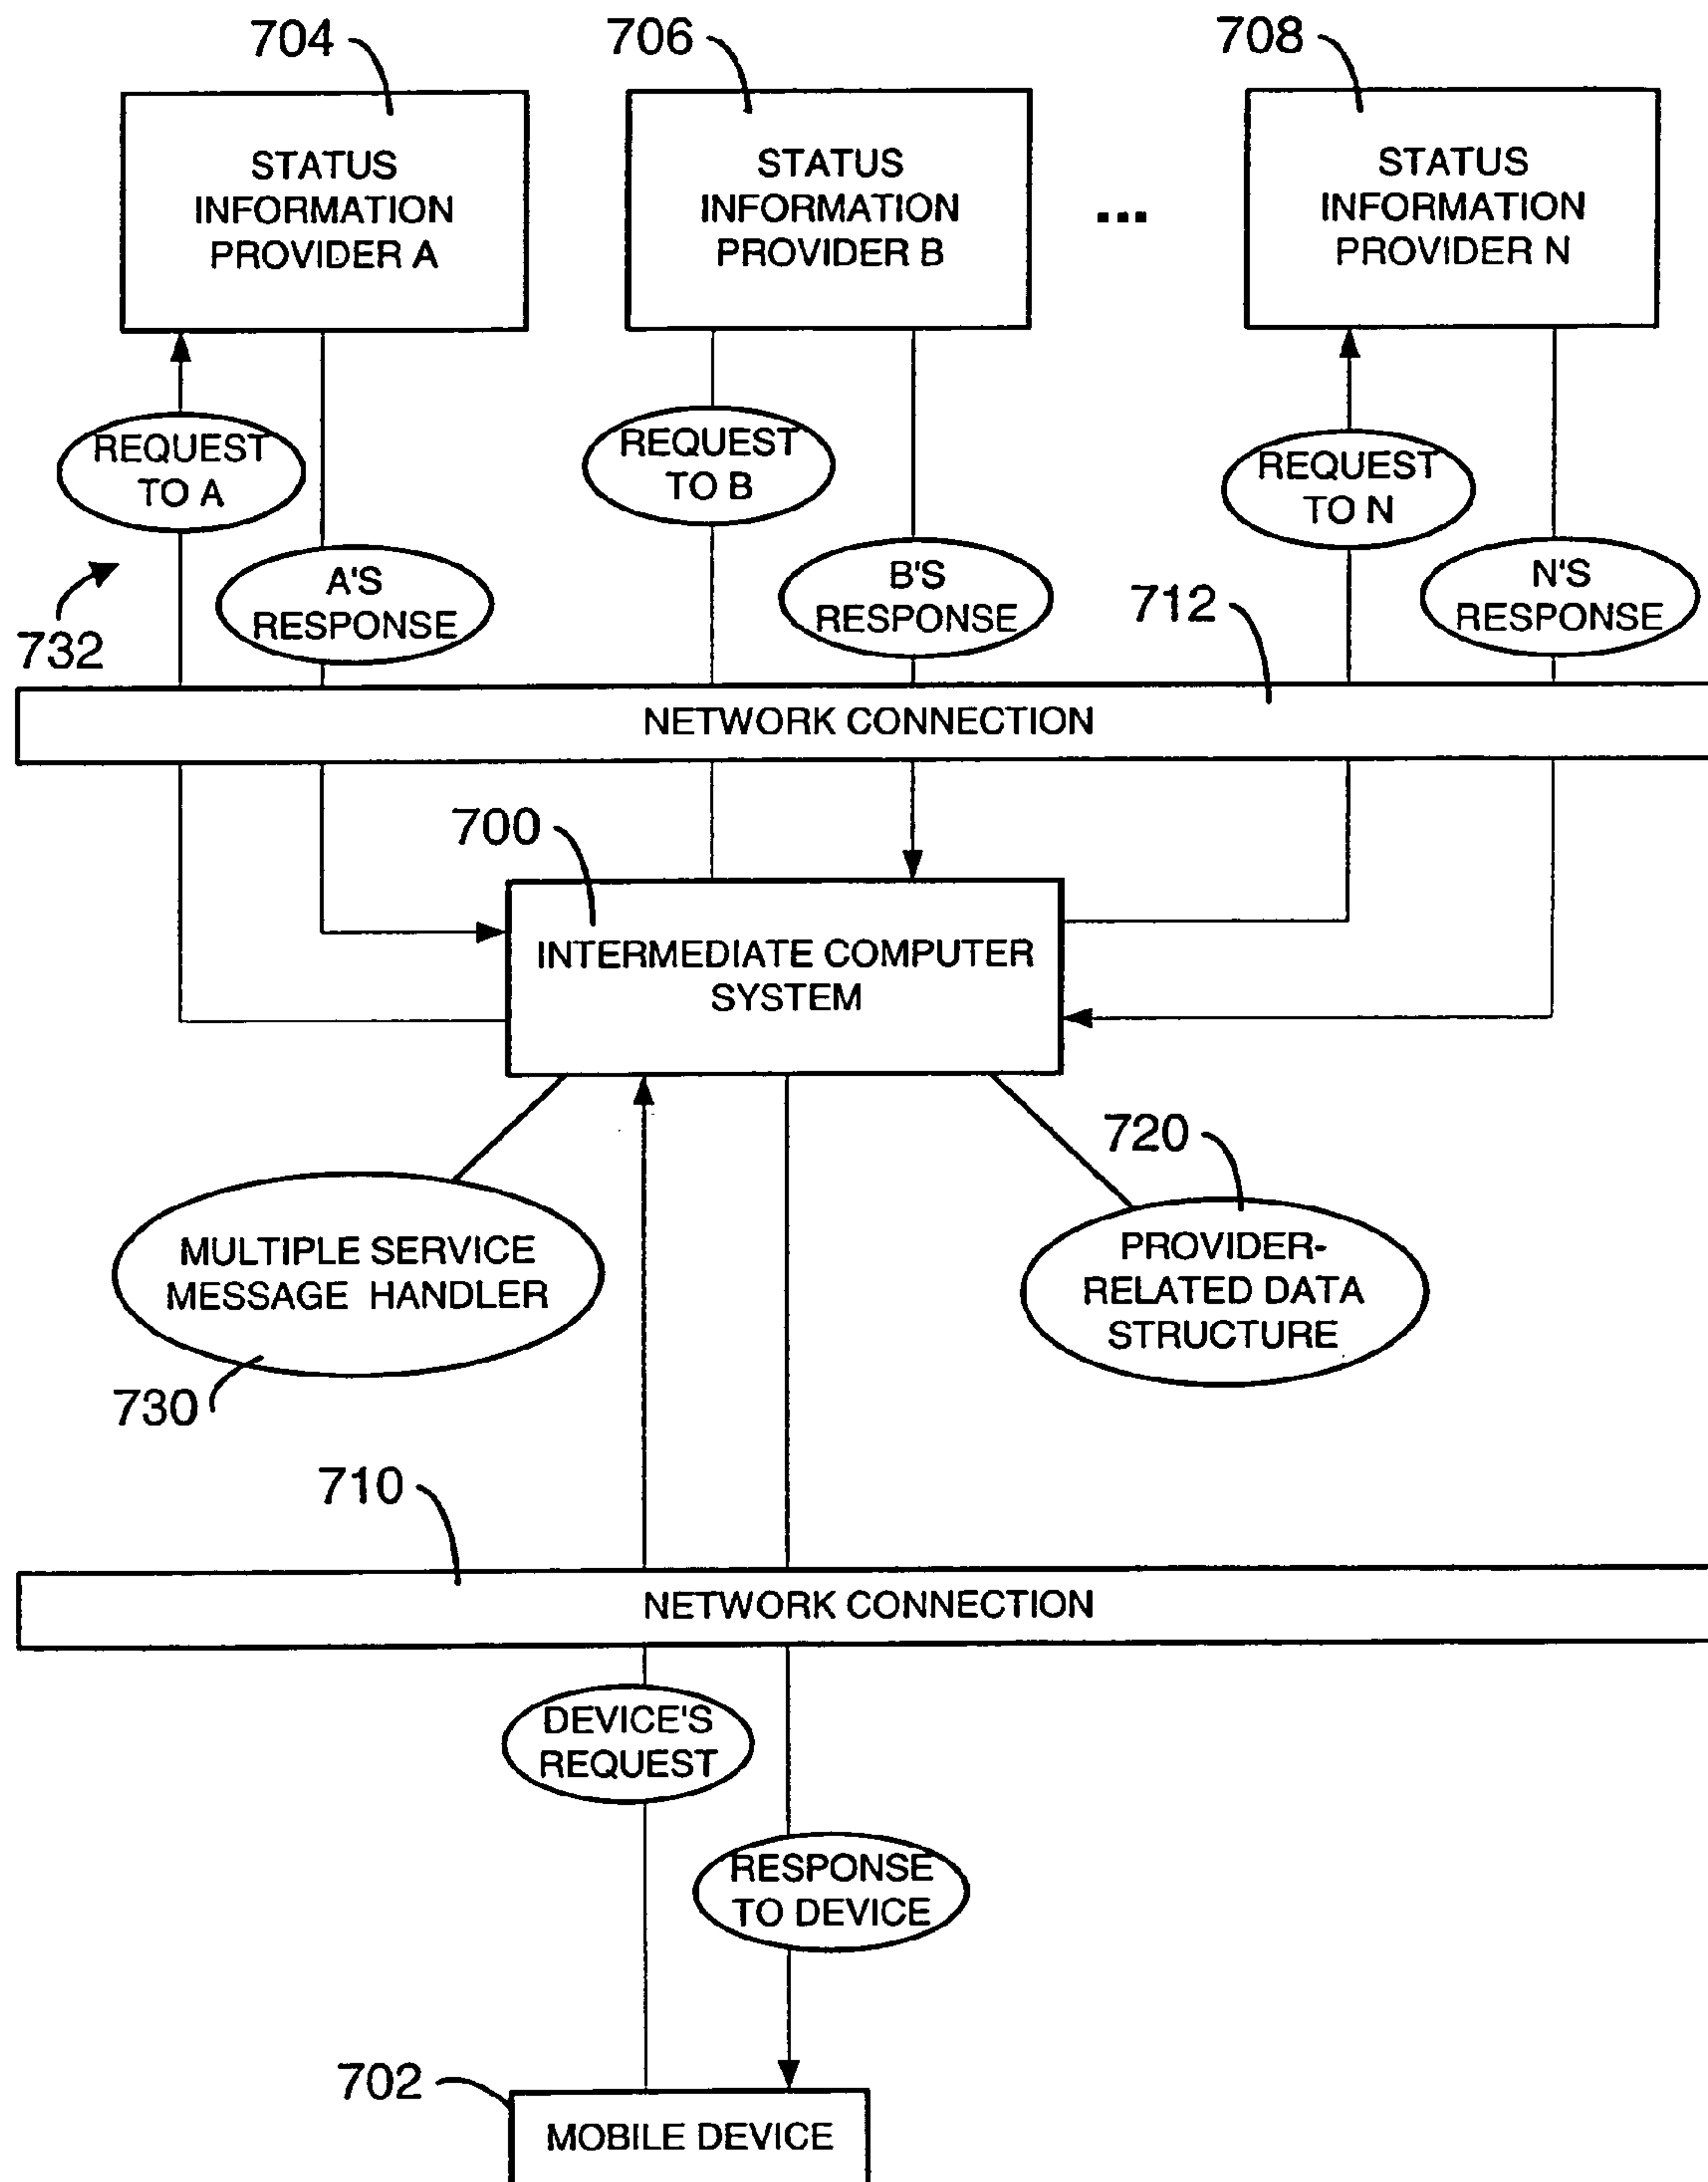 704
706
708
STATUS
INFORMATION
PROVIDER A
STATUS
INFORMATION
PROVIDER B
...
STATUS
INFORMATION
PROVIDER N
REQUEST
TO A
REQUEST
TO B
REQUEST
TO N
A'S
RESPONSE
B'S
RESPONSE
N'S
RESPONSE
732
712
NETWORK CONNECTION
700
INTERMEDIATE COMPUTER
SYSTEM
720
MULTIPLE SERVICE
MESSAGE HANDLER
PROVIDER-
RELATED DATA
STRUCTURE
730
710
NETWORK CONNECTION
DEVICE'S
REQUEST
RESPONSE
TO DEVICE
702
MOBILE DEVICE